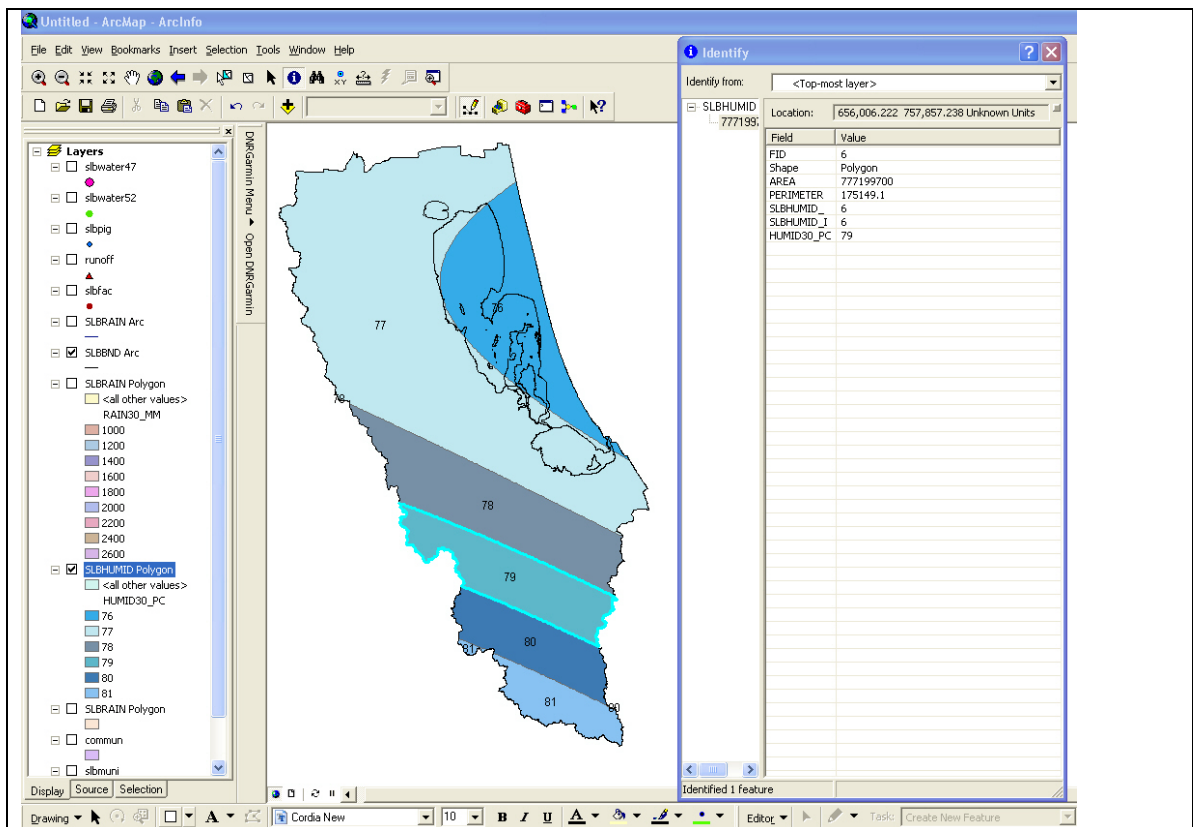 Untitled - ArcMap - ArcInfo
File Edit View Bookmarks Insert Selection Tools Window Help
Layers
slbwater47
slbwater52
slbpig
runoff
slbfac
SLBRAIN Arc
SLBBND Arc
SLBRAIN Polygon
<all other values>
RAIN30_MM
1000
1200
1400
1600
1800
2000
2200
2400
2600
SLBHUMID Polygon
<all other values>
HUMID30_PC
76
77
78
79
80
81
SLBRAIN Polygon
commun
slbmuni
Display Source Selection
DNRGarmin Menu Open DNRGarmin
76
77
78
78
79
80
81
81
80
Identify
Identify from: <Top-most layer>
SLBHUMID
777199
Location: 656,006.222 757,857.238 Unknown Units
Field Value
FID 6
Shape Polygon
AREA 777199700
PERIMETER 175149.1
SLBHUMID_ 6
SLBHUMID_I 6
HUMID30_PC 79
Identified 1 feature
Drawing A Cordia New 10 B I U A Editor Task: Create New Feature